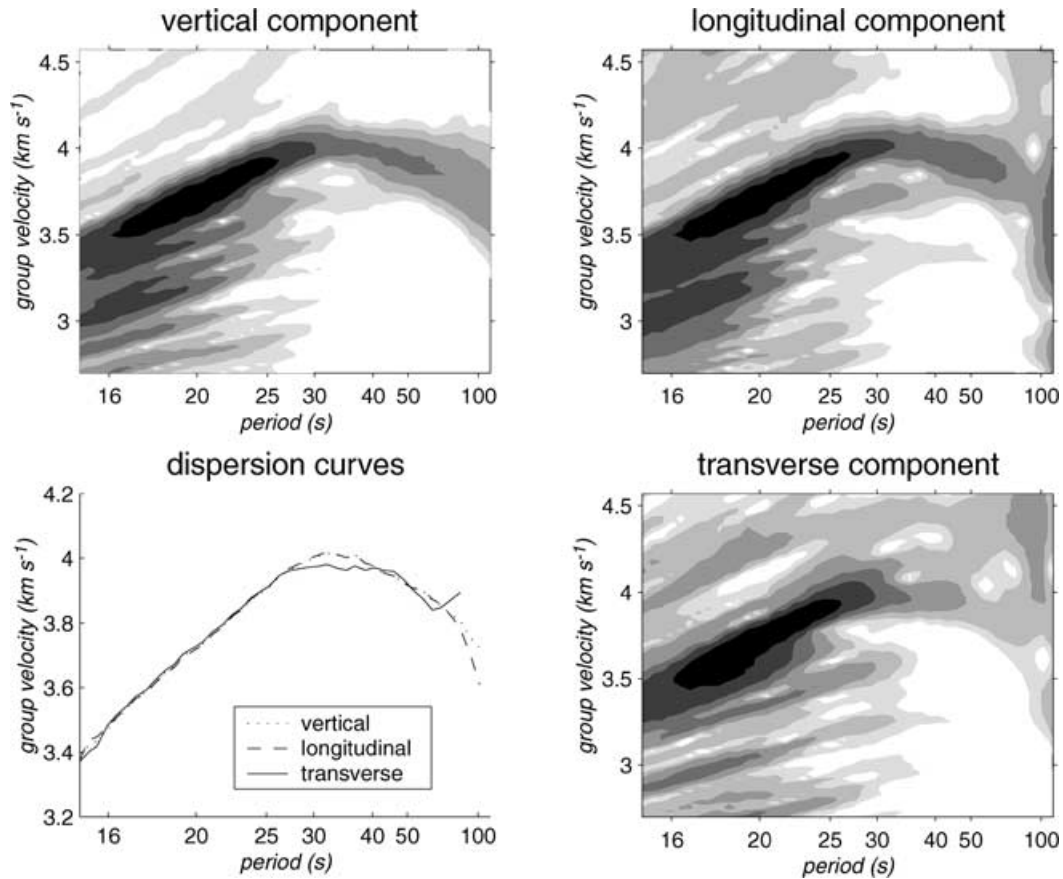 vertical component
longitudinal component
4.5
4
3.5
3
group velocity (km s-1)
16 20 25 30 40 50 100
period (s)
4.5
4
3.5
3
group velocity (km s-1)
16 20 25 30 40 50 100
period (s)
dispersion curves
transverse component
4.2
4
3.8
3.6
3.4
3.2
group velocity (km s-1)
vertical
longitudinal
transverse
16 20 25 30 40 50 100
period (s)
4.5
4
3.5
3
group velocity (km s-1)
16 20 25 30 40 50 100
period (s)